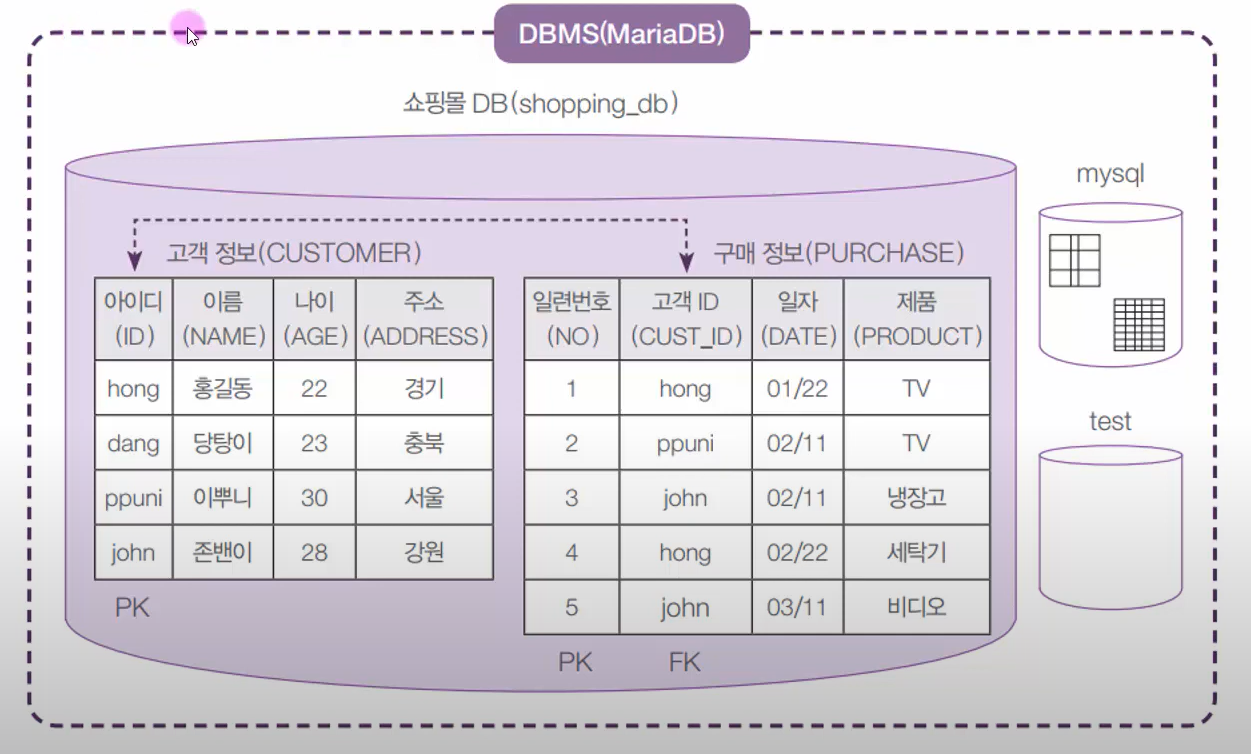 DBMS(MariaDB)
쇼핑몰 DB(shopping_db)
고객 정보(CUSTOMER)
아이디 이름 나이 주소
(ID) (NAME) (AGE) (ADDRESS)
hong 홍길동 22 경기
dang 당탕이 23 충북
ppuni 이뿌니 30 서울
john 존밴이 28 강원
PK
구매 정보(PURCHASE)
일련번호 고객 ID 일자 제품
(NO) (CUST_ID) (DATE) (PRODUCT)
1 hong 01/22 TV
2 ppuni 02/11 TV
3 john 02/11 냉장고
4 hong 02/22 세탁기
5 john 03/11 비디오
PK FK
mysql
test